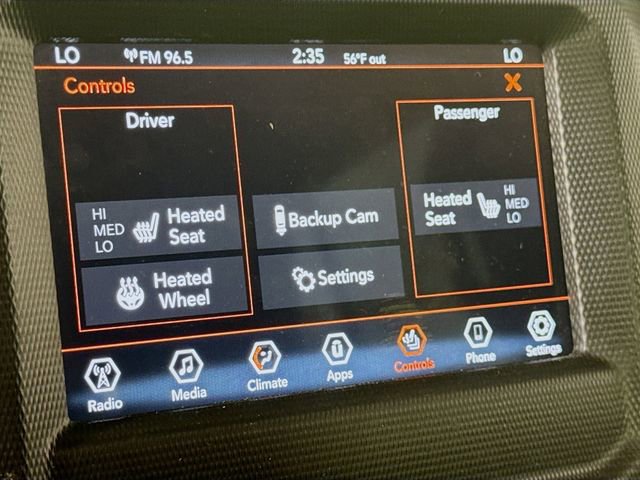 LO FM 96.5 2:35 56°F out LO
Controls X
Driver
Passenger
HI
MED
LO
Heated
Seat
Backup Cam
Heated
Seat
HI
MED
LO
Heated
Wheel
Settings
Radio
Media
Climate
Apps
Controls
Phone
Settings